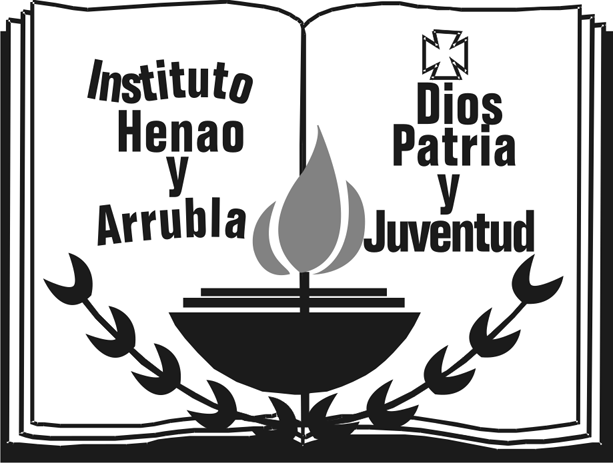 Instituto
Henao
y
Arrubla
Dios
Patria
y
Juventud